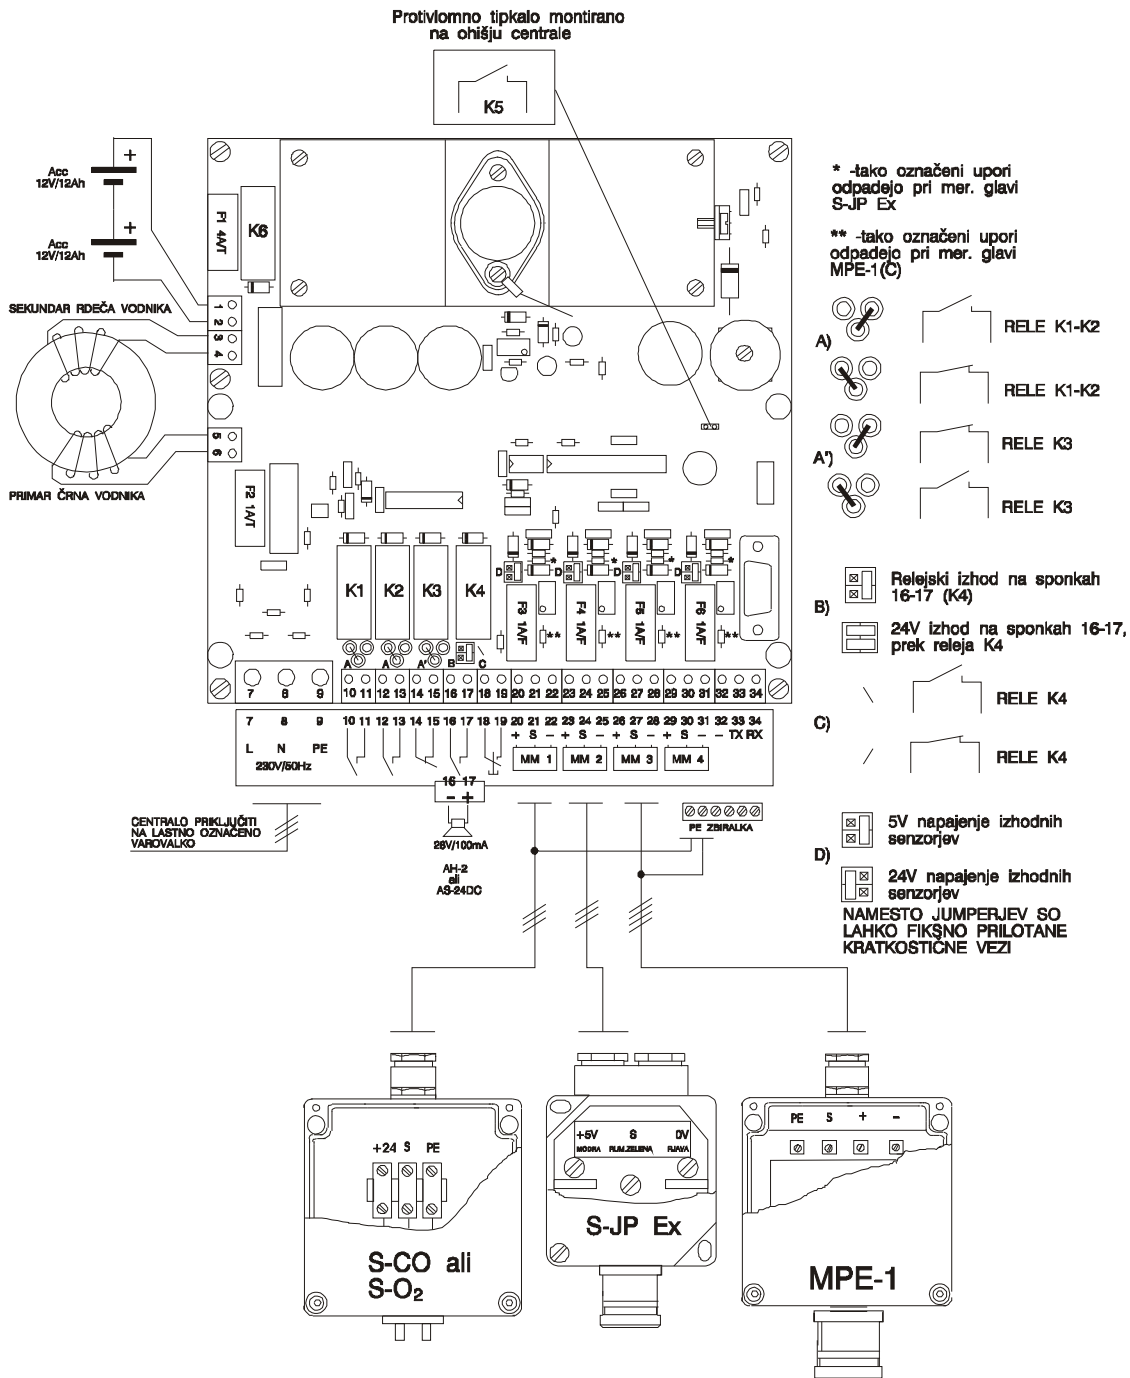 Protivlomno tipkalo montirano
na ohišju centrale
K5
+
Acc
12V/12Ah
+
Acc
12V/12Ah
F1 4A/T
K6
SEKUNDAR RDEČA VODNIKA
1
2
3
4
5
6
PRIMAR ČRNA VODNIKA
F2 1A/T
K1
K2
K3
K4
D
F3 1A/F
*
**
D
F4 1A/F
*
**
D
F5 1A/F
*
**
D
F6 1A/F
*
**
A
A
A'
B
C
7 8 9 10 11 12 13 14 15 16 17 18 19 20 21 22 23 24 25 26 27 28 29 30 31 32 33 34
7 8 9 10 11 12 13 14 15 16 17 18 19 20 21 22 23 24 25 26 27 28 29 30 31 32 33 34
+ S - + S - + S - + S - - TX RX
L N PE
230V/50Hz
MM 1
MM 2
MM 3
MM 4
16 17
- +
28V/100mA
AH-2
ali
AS-24DC
CENTRALO PRIKLJUČITI
NA LASTNO OZNAČENO
VAROVALKO
PE ZBIRALKA
* -tako označeni upori
odpadejo pri mer. glavi
S-JP Ex
** -tako označeni upori
odpadejo pri mer. glavi
MPE-1(C)
A)
RELE K1-K2
RELE K1-K2
A')
RELE K3
RELE K3
B)
Relejski izhod na sponkah
16-17 (K4)
24V izhod na sponkah 16-17,
prek releja K4
C)
RELE K4
RELE K4
D)
5V napajenje izhodnih
senzorjev
24V napajenje izhodnih
senzorjev
NAMESTO JUMPERJEV SO
LAHKO FIKSNO PRILOTANE
KRATKOSTIČNE VEZI
+24 S PE
S-CO ali
S-O₂
+5V S 0V
MODRA RUM.ZELENA RJAVA
S-JP Ex
PE S + -
MPE-1